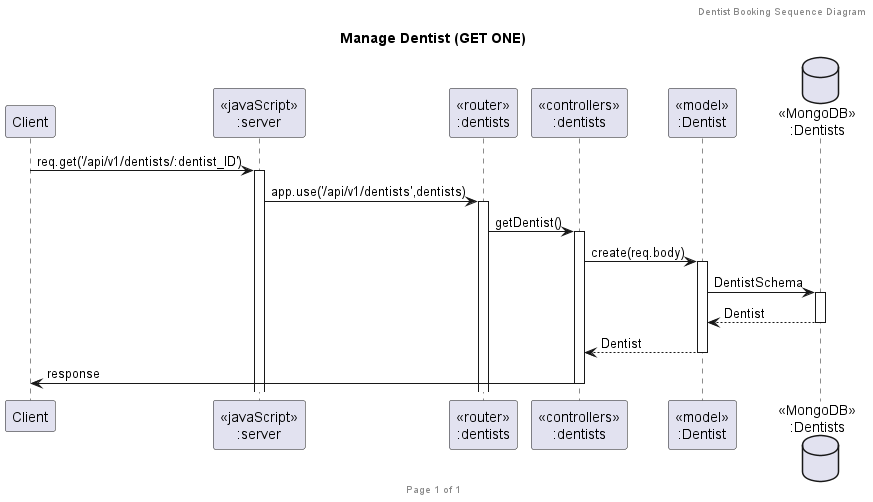 Dentist Booking Sequence Diagram
Manage Dentist (GET ONE)
Client
«javaScript»
:server
«router»
:dentists
«controllers»
:dentists
«model»
:Dentist
«MongoDB»
:Dentists
req.get('/api/v1/dentists/:dentist_ID')
app.use('/api/v1/dentists',dentists)
getDentist()
create(req.body)
DentistSchema
Dentist
Dentist
response
Client
«javaScript»
:server
«router»
:dentists
«controllers»
:dentists
«model»
:Dentist
«MongoDB»
:Dentists
Page 1 of 1